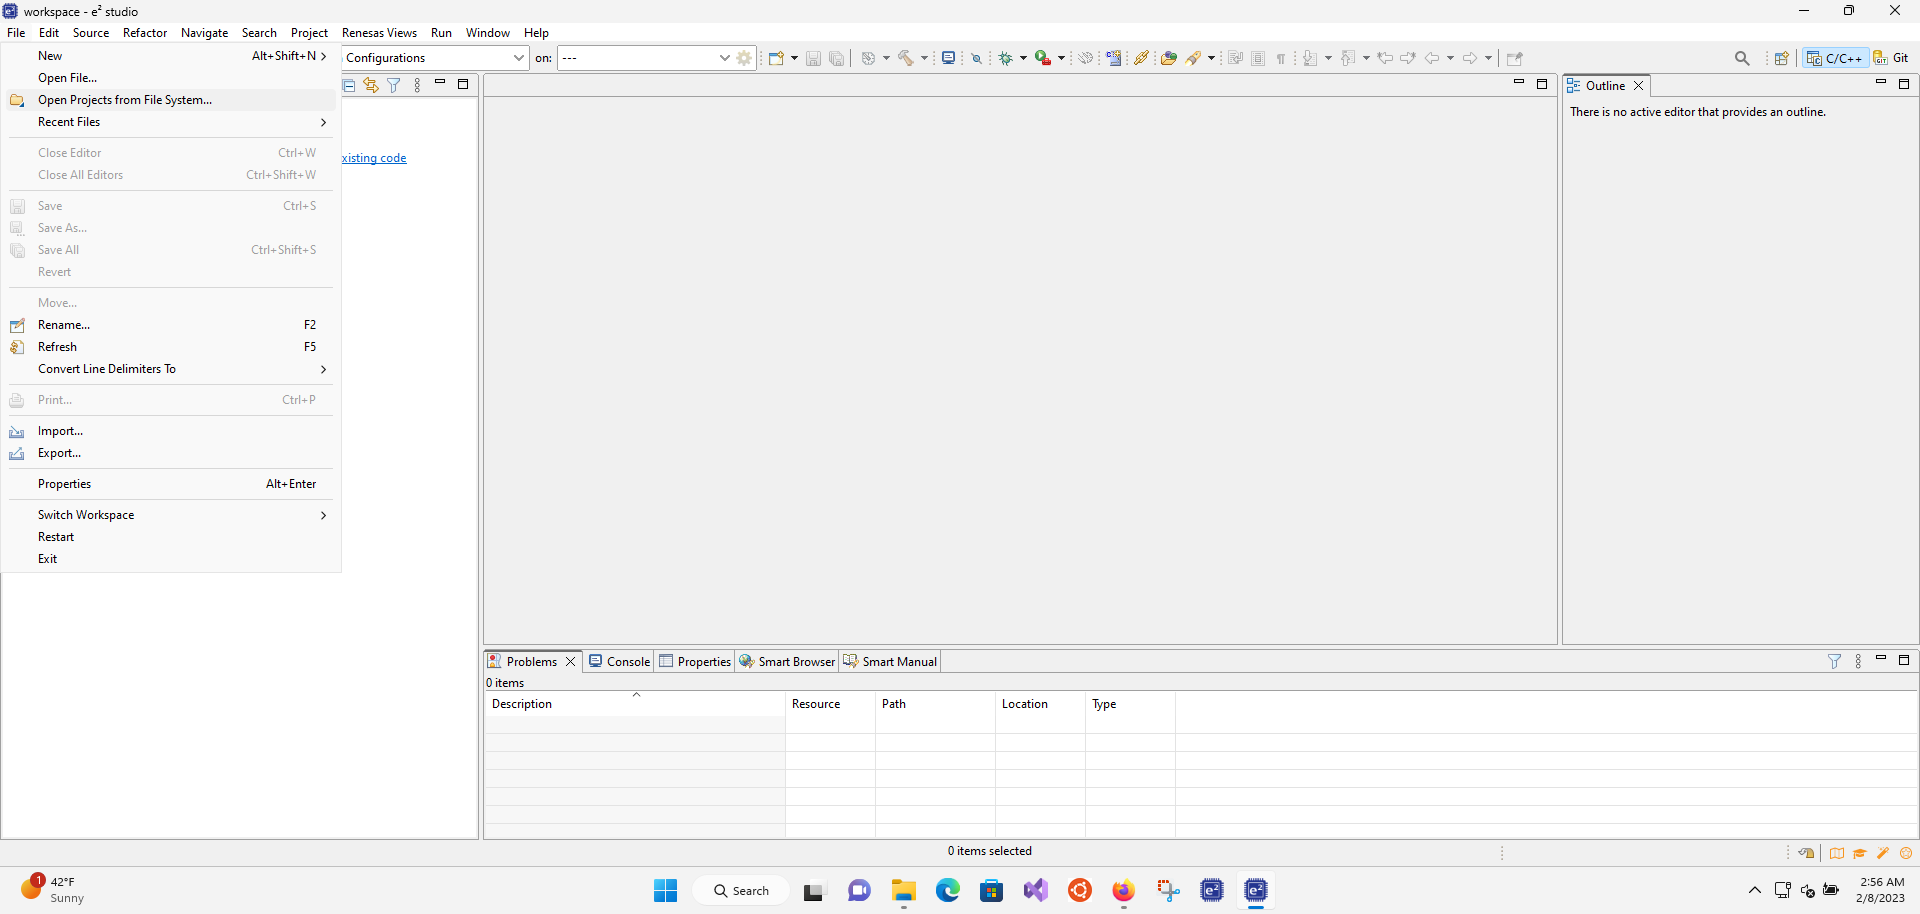 workspace - e² studio
File Edit Source Refactor Navigate Search Project Renesas Views Run Window Help
New Alt+Shift+N
Open File...
Open Projects from File System...
Recent Files
Close Editor Ctrl+W
Close All Editors Ctrl+Shift+W
Save Ctrl+S
Save As...
Save All Ctrl+Shift+S
Revert
Move...
Rename... F2
Refresh F5
Convert Line Delimiters To
Print... Ctrl+P
Import...
Export...
Properties Alt+Enter
Switch Workspace
Restart
Exit
Configurations on: ---
C/C++ Git
xisting code
Outline
There is no active editor that provides an outline.
Problems Console Properties Smart Browser Smart Manual
0 items
Description Resource Path Location Type
0 items selected
1
42°F
Sunny
Search
e²
e²
2:56 AM
2/8/2023